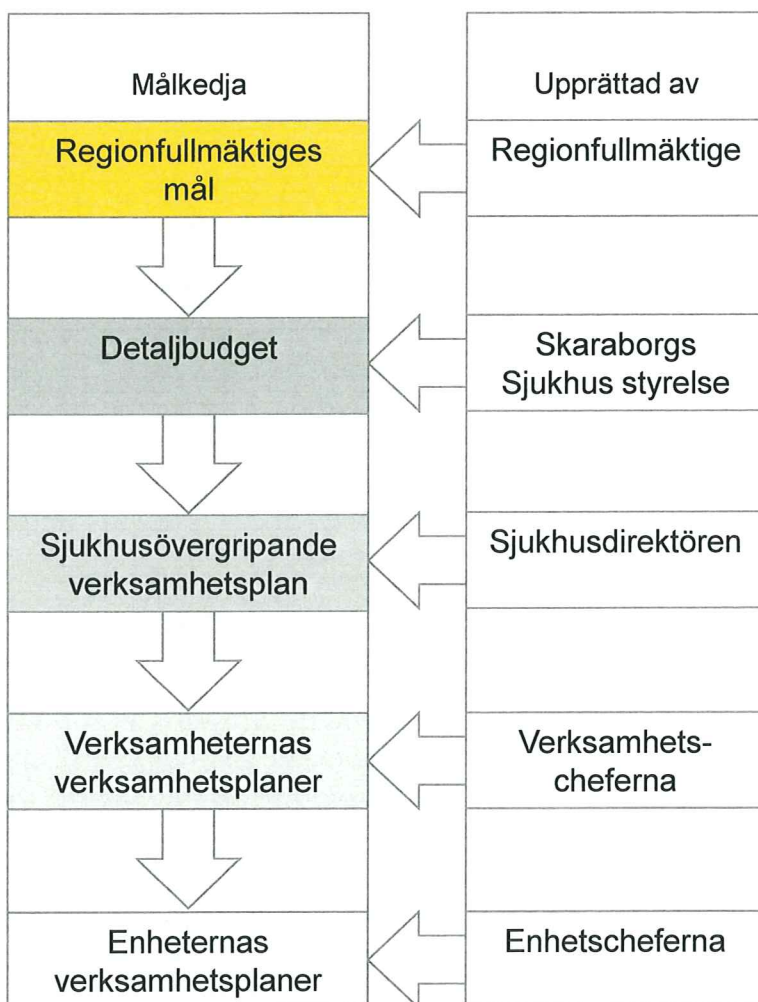 Målkedja
Upprättad av
Regionfullmäktiges
mål
Regionfullmäktige
Detaljbudget
Skaraborgs
Sjukhus styrelse
Sjukhusövergripande
verksamhetsplan
Sjukhusdirektören
Verksamheternas
verksamhetsplaner
Verksamhets-
cheferna
Enheternas
verksamhetsplaner
Enhetscheferna